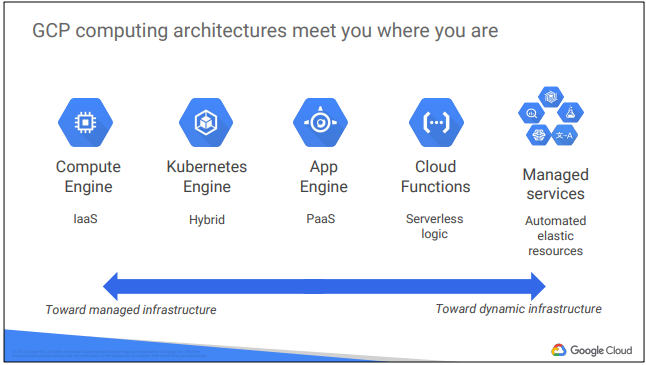 GCP computing architectures meet you where you are
Compute
Engine
IaaS
Kubernetes
Engine
Hybrid
App
Engine
PaaS
Cloud
Functions
Serverless
logic
文→A
Managed
services
Automated
elastic
resources
Toward managed infrastructure
Toward dynamic infrastructure
Google Cloud